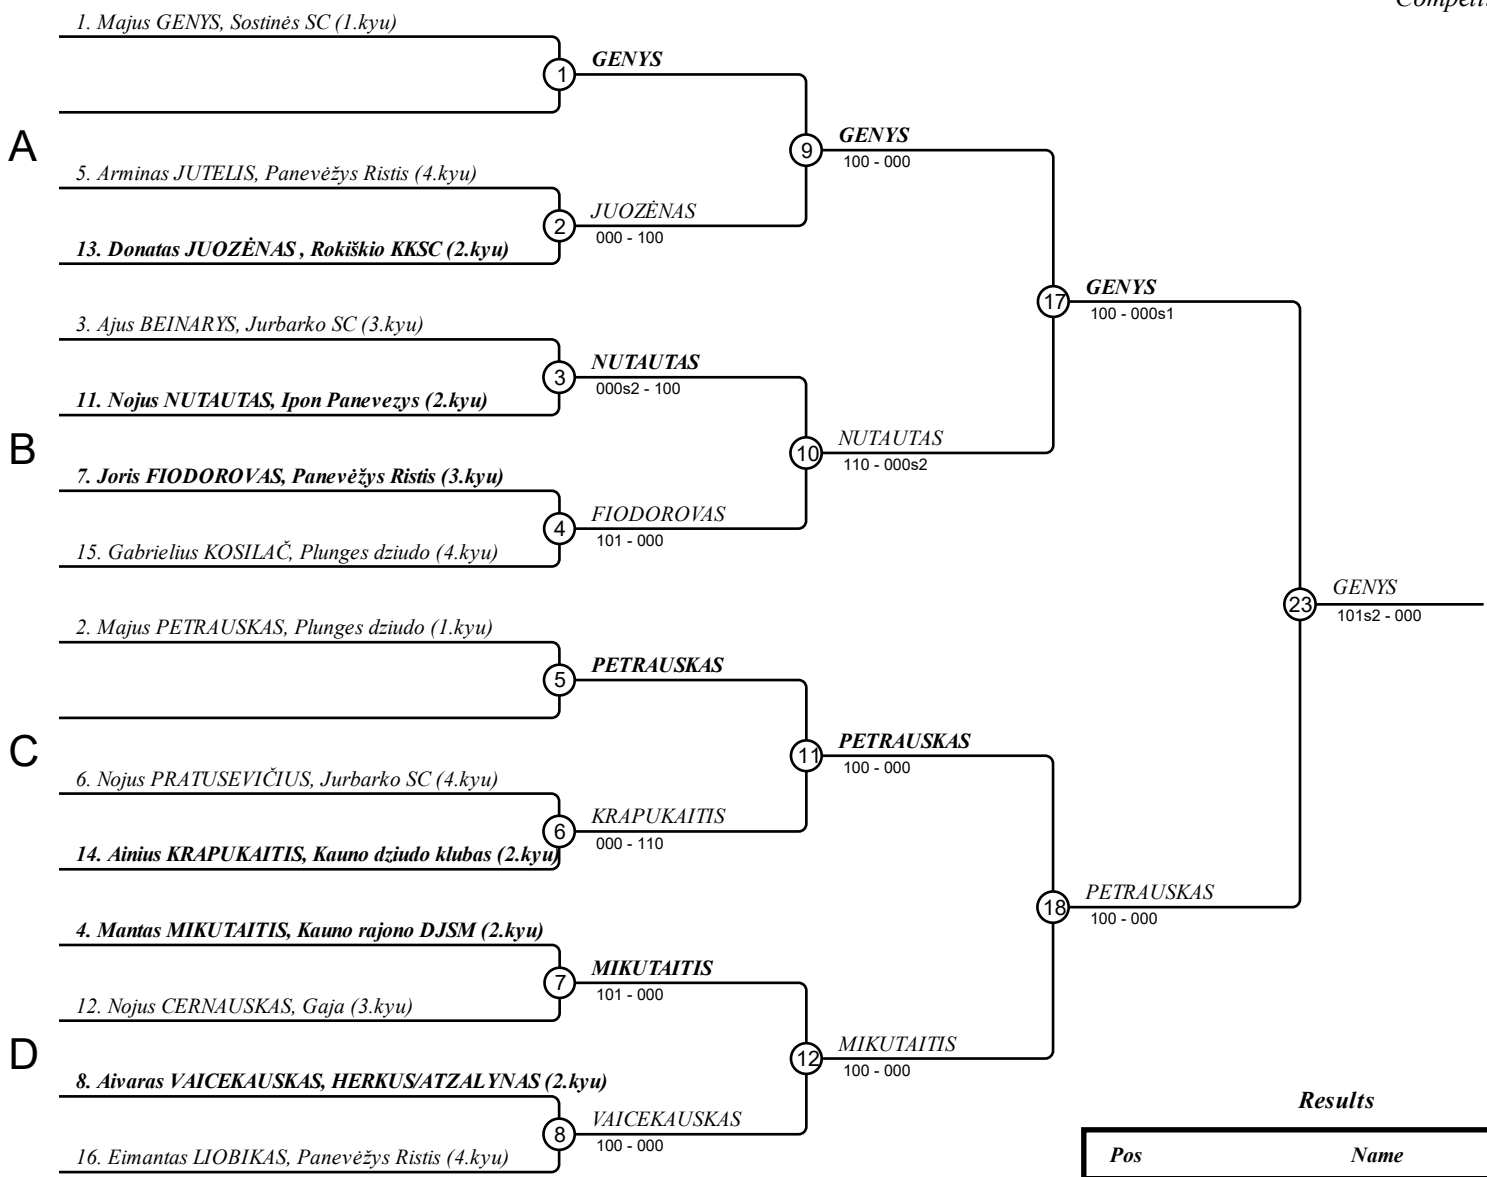 Competi
1. Majus GENYS, Sostinės SC (1.kyu)
1
GENYS
A
9
GENYS
100 - 000
5. Arminas JUTELIS, Panevėžys Ristis (4.kyu)
2
JUOZĖNAS
000 - 100
13. Donatas JUOZĖNAS , Rokiškio KKSC (2.kyu)
17
GENYS
100 - 000s1
3. Ajus BEINARYS, Jurbarko SC (3.kyu)
3
NUTAUTAS
000s2 - 100
11. Nojus NUTAUTAS, Ipon Panevezys (2.kyu)
B
10
NUTAUTAS
110 - 000s2
7. Joris FIODOROVAS, Panevėžys Ristis (3.kyu)
4
FIODOROVAS
101 - 000
15. Gabrielius KOSILAČ, Plunges dziudo (4.kyu)
23
GENYS
101s2 - 000
2. Majus PETRAUSKAS, Plunges dziudo (1.kyu)
5
PETRAUSKAS
C
11
PETRAUSKAS
100 - 000
6. Nojus PRATUSEVIČIUS, Jurbarko SC (4.kyu)
6
KRAPUKAITIS
000 - 110
14. Ainius KRAPUKAITIS, Kauno dziudo klubas (2.kyu)
18
PETRAUSKAS
100 - 000
4. Mantas MIKUTAITIS, Kauno rajono DJSM (2.kyu)
7
MIKUTAITIS
101 - 000
12. Nojus CERNAUSKAS, Gaja (3.kyu)
D
12
MIKUTAITIS
100 - 000
8. Aivaras VAICEKAUSKAS, HERKUS/ATZALYNAS (2.kyu)
8
VAICEKAUSKAS
100 - 000
16. Eimantas LIOBIKAS, Panevėžys Ristis (4.kyu)
Results
Pos Name